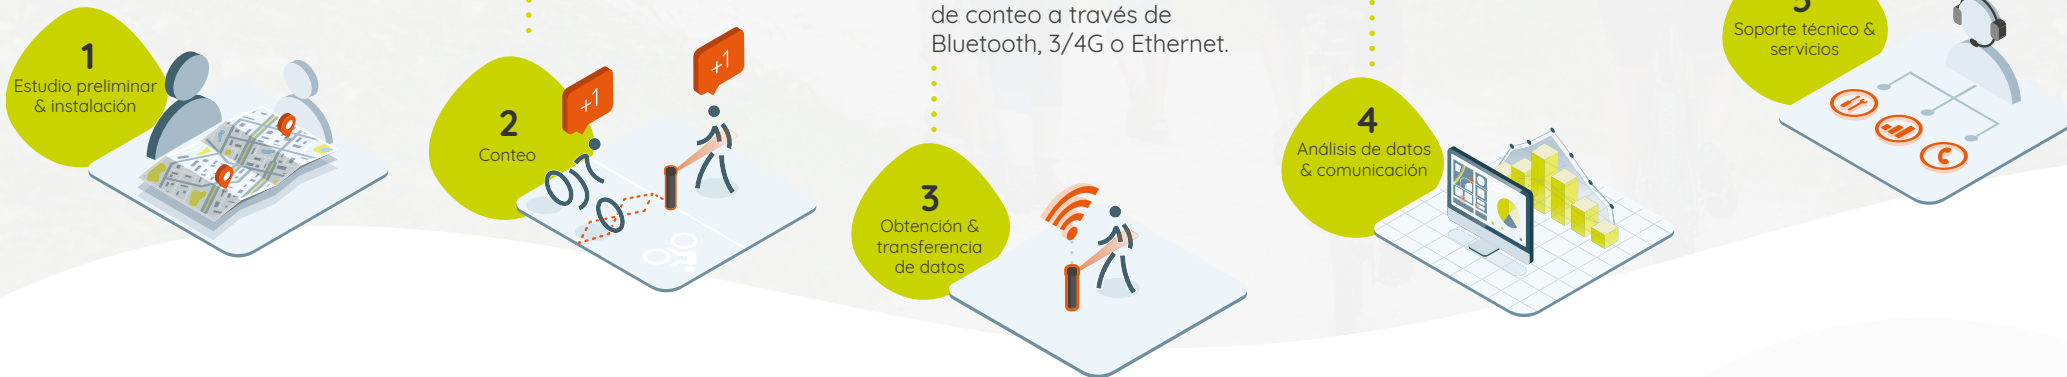 1
Estudio preliminar
& instalación
+1
+1
2
Conteo
de conteo a través de
Bluetooth, 3/4G o Ethernet.
3
Obtención &
transferencia
de datos
4
Análisis de datos
& comunicación
5
Soporte técnico &
servicios